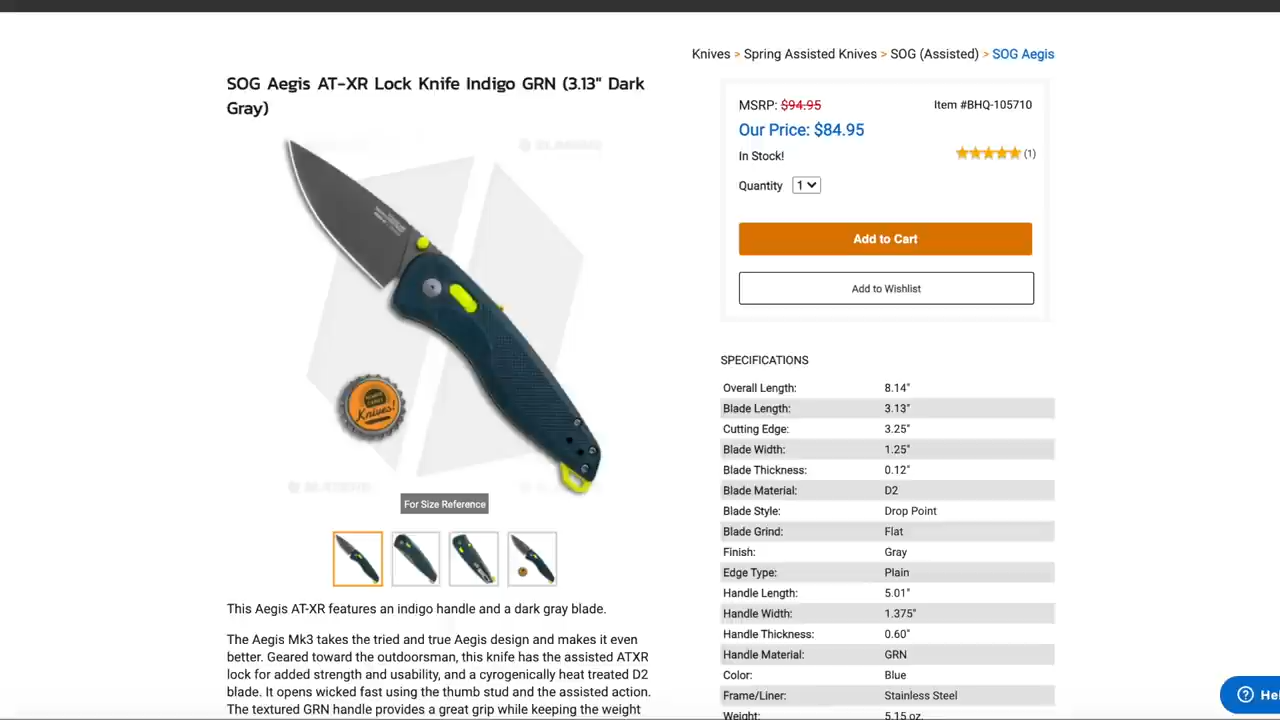 Knives > Spring Assisted Knives > SOG (Assisted) > SOG Aegis
SOG Aegis AT-XR Lock Knife Indigo GRN (3.13" Dark
Gray)
MSRP: $94.95
Item #BHQ-105710
Our Price: $84.95
In Stock!
(1)
Quantity 1
Add to Cart
Add to Wishlist
Knives!
For Size Reference
This Aegis AT-XR features an indigo handle and a dark gray blade.
The Aegis Mk3 takes the tried and true Aegis design and makes it even
better. Geared toward the outdoorsman, this knife has the assisted ATXR
lock for added strength and usability, and a cyrogenically heat treated D2
blade. It opens wicked fast using the thumb stud and the assisted action.
The textured GRN handle provides a great grip while keeping the weight
SPECIFICATIONS
Overall Length: 8.14"
Blade Length: 3.13"
Cutting Edge: 3.25"
Blade Width: 1.25"
Blade Thickness: 0.12"
Blade Material: D2
Blade Style: Drop Point
Blade Grind: Flat
Finish: Gray
Edge Type: Plain
Handle Length: 5.01"
Handle Width: 1.375"
Handle Thickness: 0.60"
Handle Material: GRN
Color: Blue
Frame/Liner: Stainless Steel
Weight: 5.15 oz.
Hel